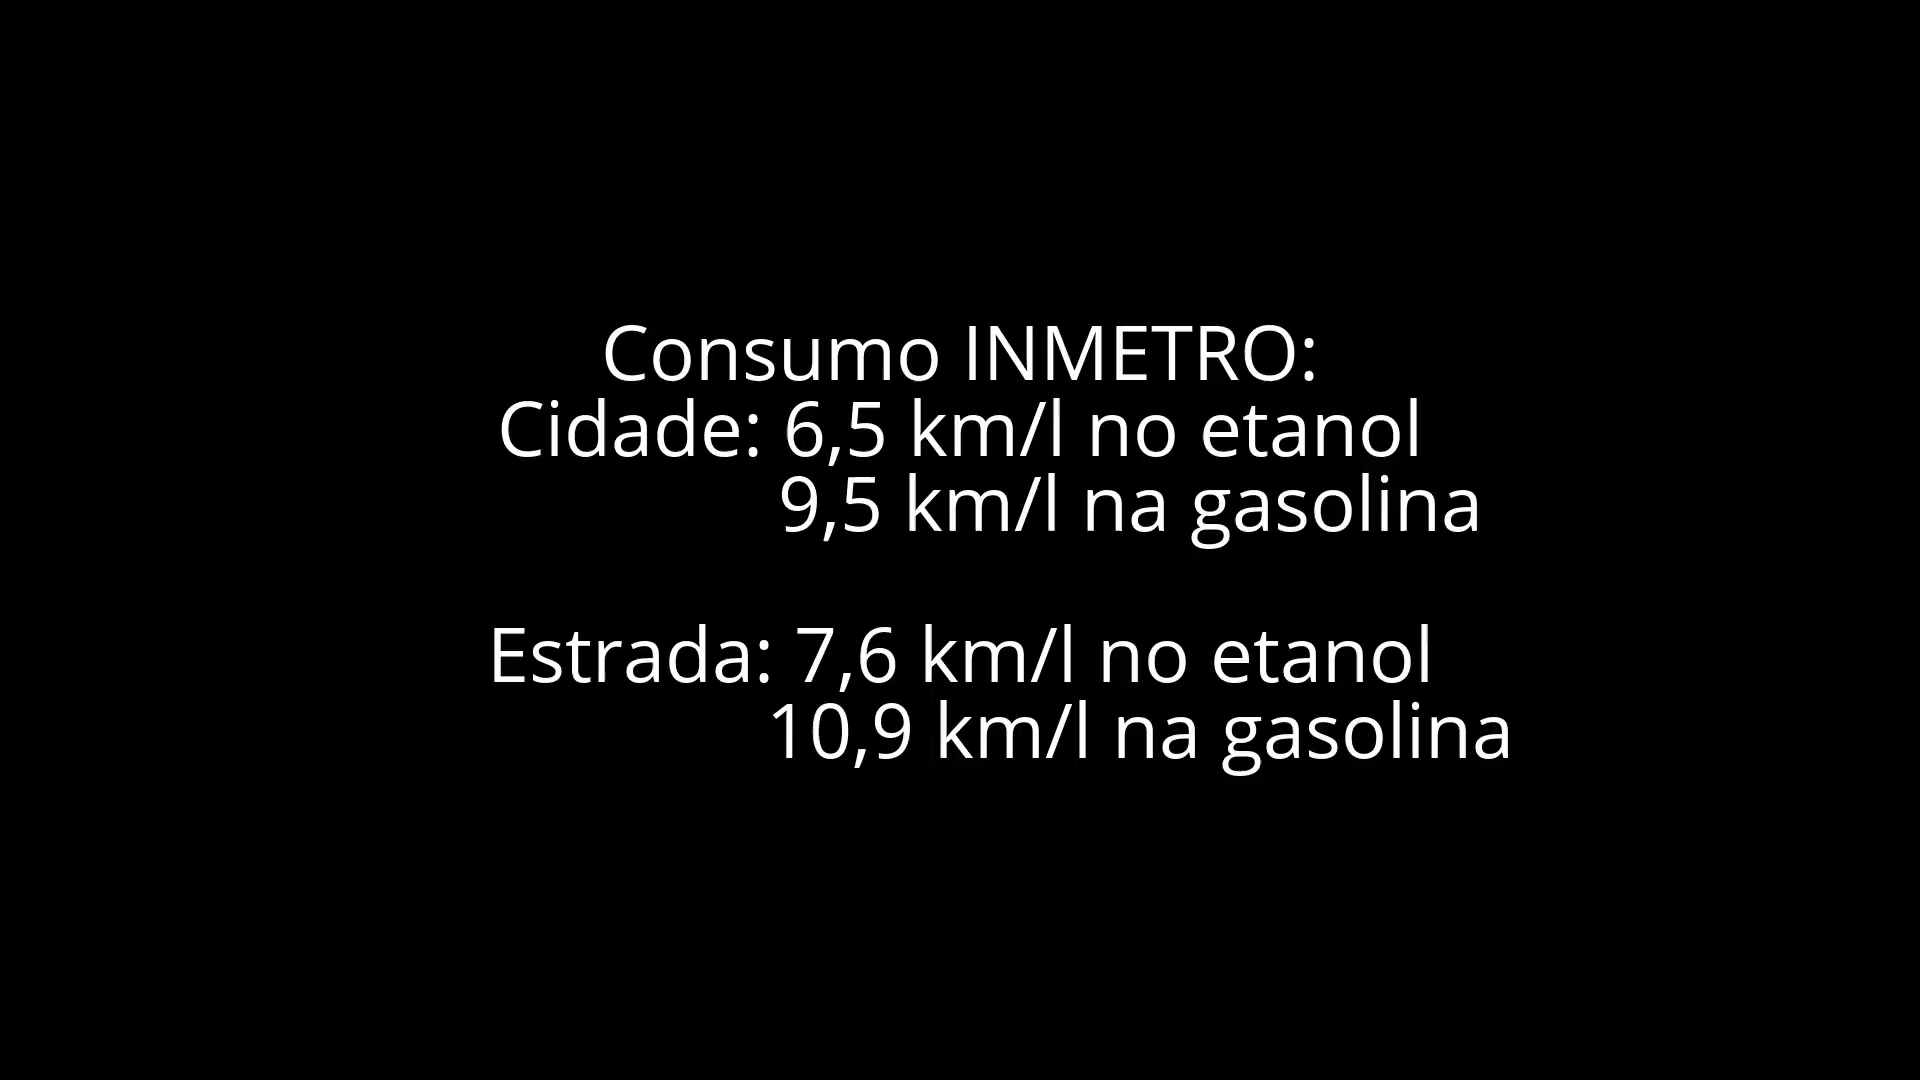 Consumo INMETRO:
Cidade: 6,5 km/l no etanol
9,5 km/l na gasolina
Estrada: 7,6 km/l no etanol
10,9 km/l na gasolina